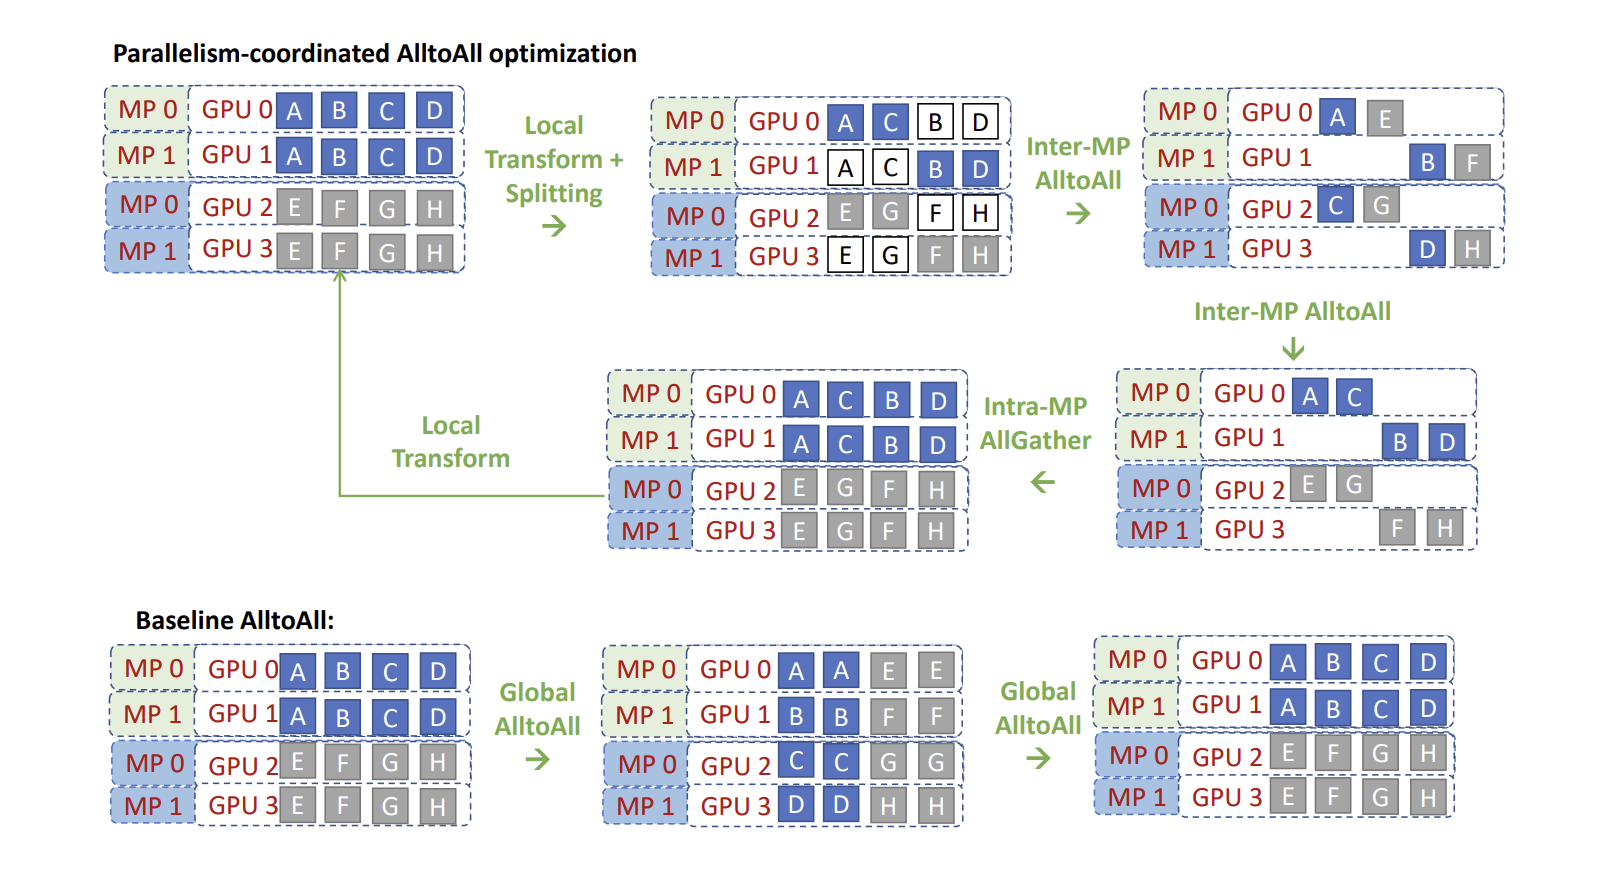 Parallelism-coordinated AlltoAll optimization
MP 0 GPU 0 A B C D
MP 1 GPU 1 A B C D
MP 0 GPU 2 E F G H
MP 1 GPU 3 E F G H
Local
Transform +
Splitting
→
MP 0 GPU 0 A C B D
MP 1 GPU 1 A C B D
MP 0 GPU 2 E G F H
MP 1 GPU 3 E G F H
Inter-MP
AlltoAll
→
MP 0 GPU 0 A E
MP 1 GPU 1 B F
MP 0 GPU 2 C G
MP 1 GPU 3 D H
Inter-MP AlltoAll
↓
MP 0 GPU 0 A C
MP 1 GPU 1 B D
MP 0 GPU 2 E G
MP 1 GPU 3 F H
Intra-MP
AllGather
←
MP 0 GPU 0 A C B D
MP 1 GPU 1 A C B D
MP 0 GPU 2 E G F H
MP 1 GPU 3 E G F H
Local
Transform
Baseline AlltoAll:
MP 0 GPU 0 A B C D
MP 1 GPU 1 A B C D
MP 0 GPU 2 E F G H
MP 1 GPU 3 E F G H
Global
AlltoAll
→
MP 0 GPU 0 A A E E
MP 1 GPU 1 B B F F
MP 0 GPU 2 C C G G
MP 1 GPU 3 D D H H
Global
AlltoAll
→
MP 0 GPU 0 A B C D
MP 1 GPU 1 A B C D
MP 0 GPU 2 E F G H
MP 1 GPU 3 E F G H